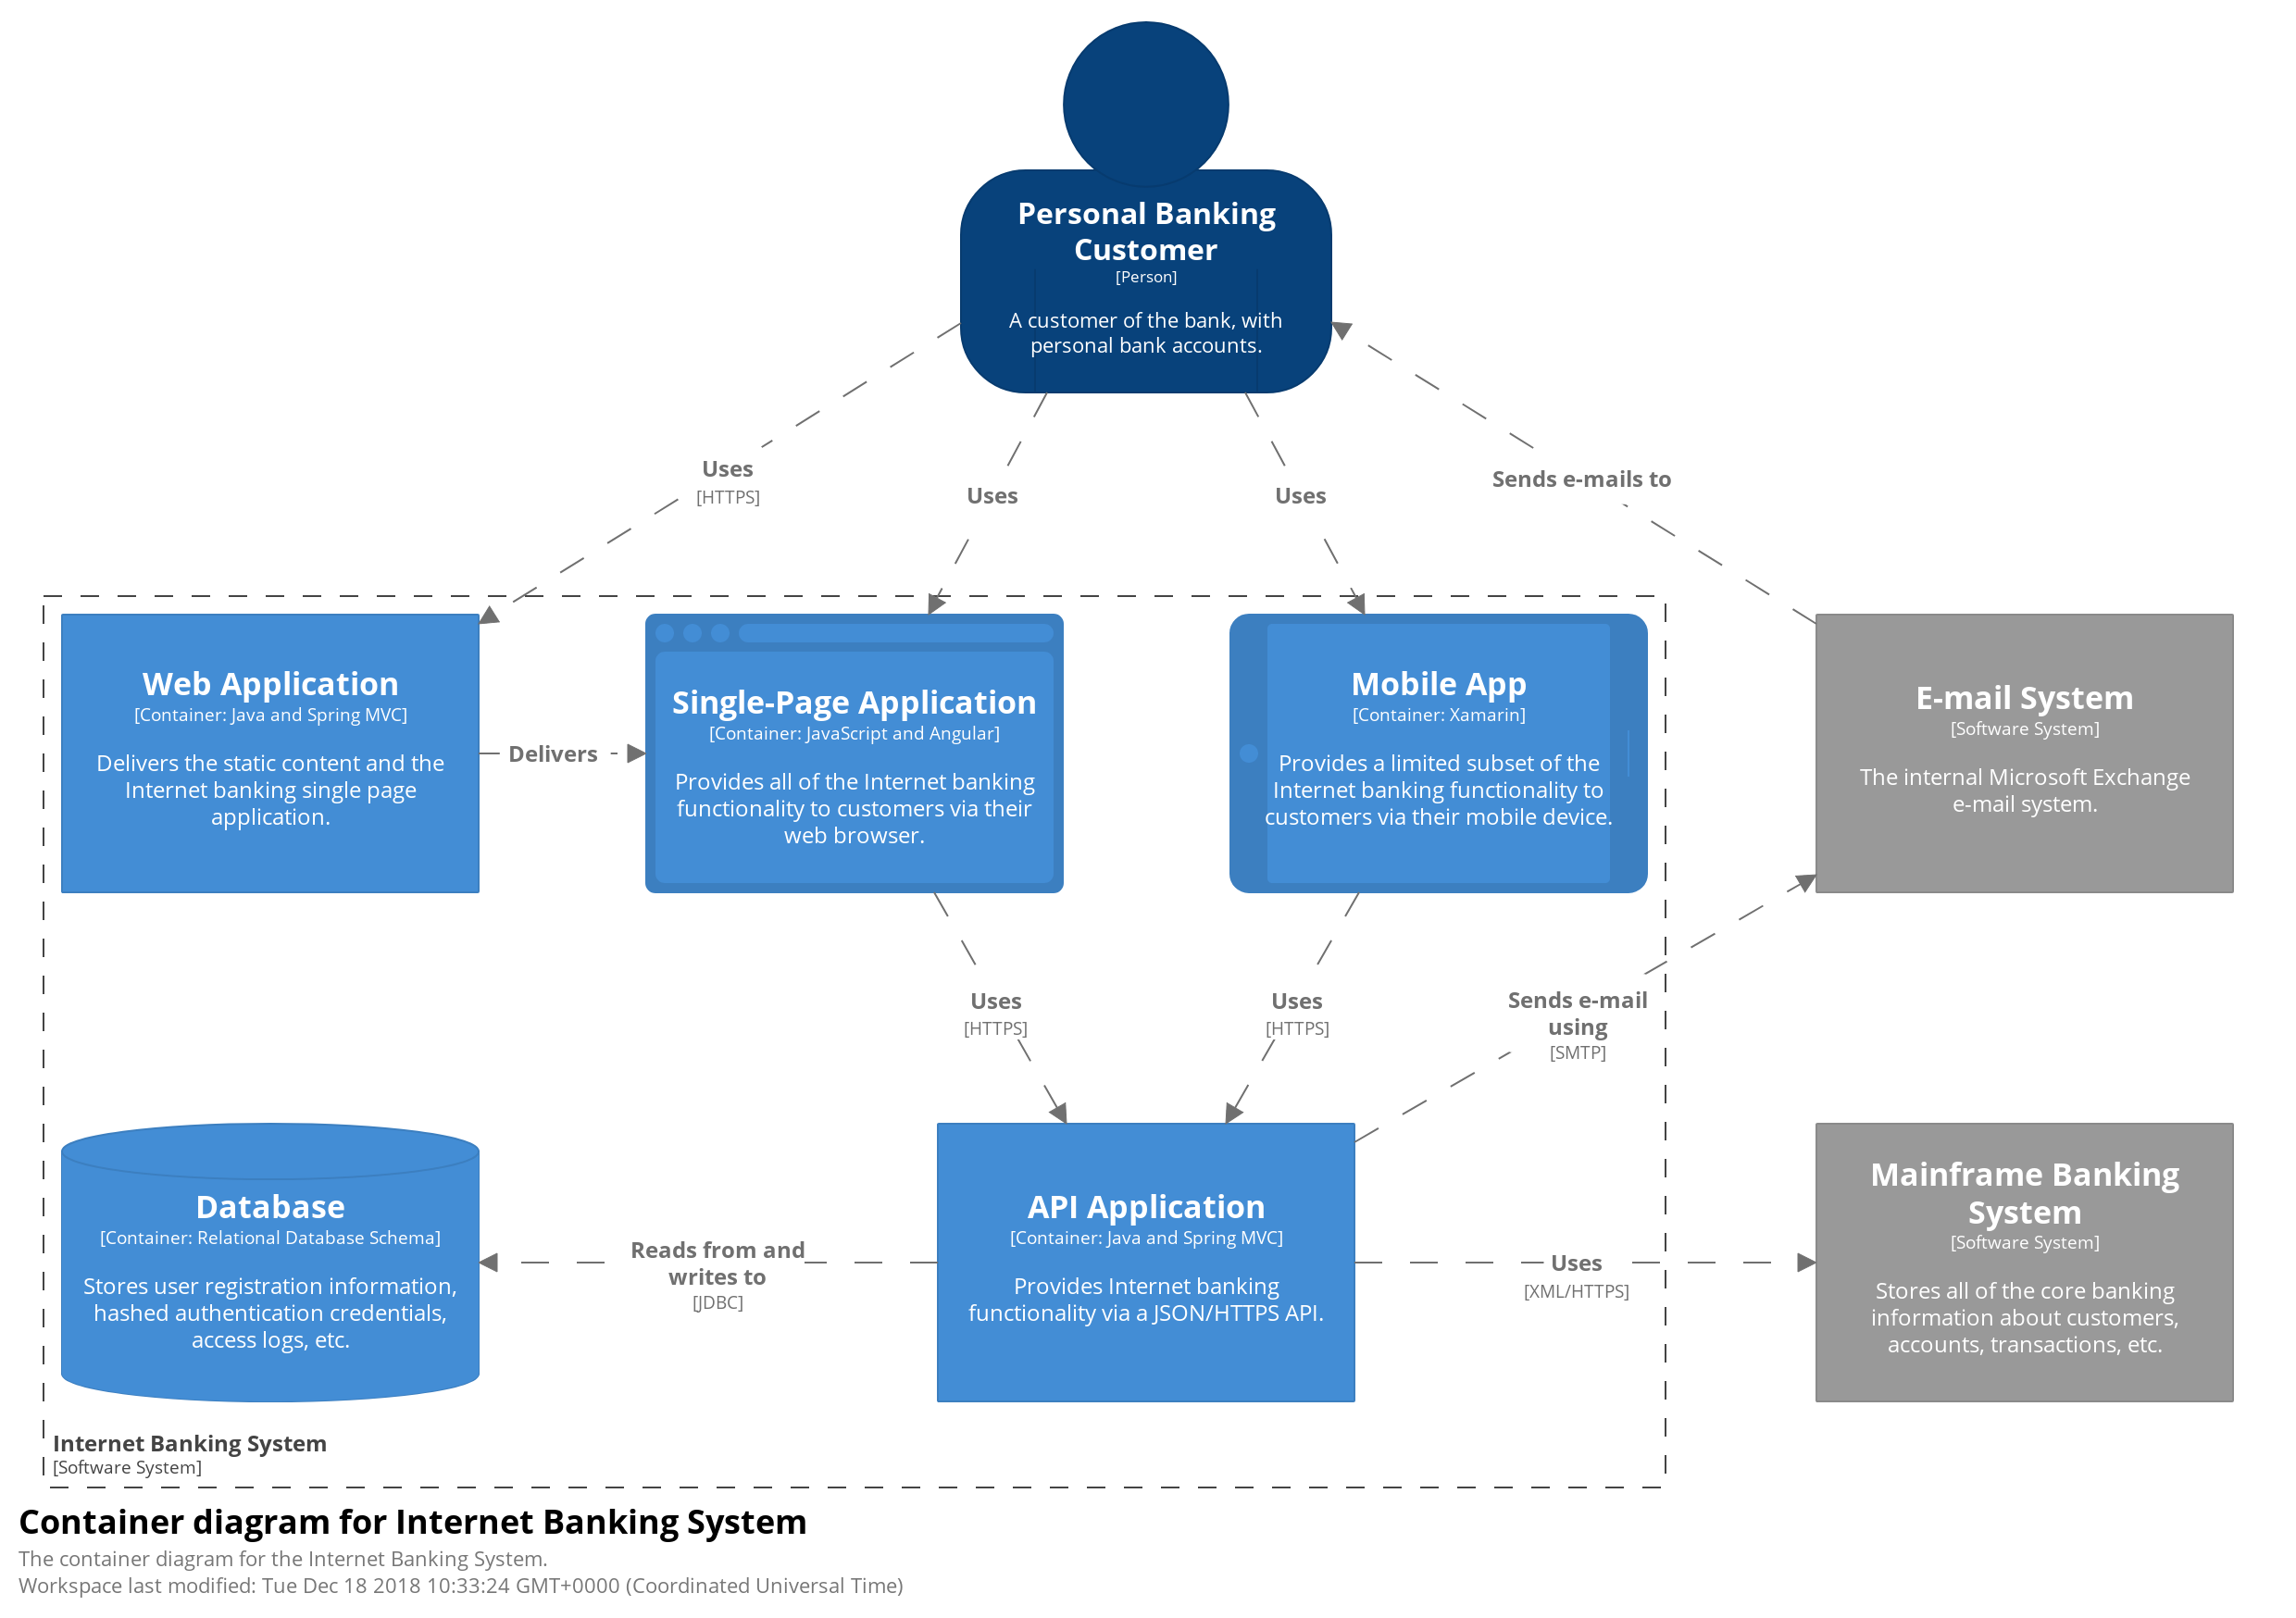 Personal Banking
Customer
[Person]
A customer of the bank, with
personal bank accounts.
Uses
[HTTPS]
Uses
Uses
Sends e-mails to
Web Application
[Container: Java and Spring MVC]
Delivers the static content and the
Internet banking single page
application.
Delivers
Single-Page Application
[Container: JavaScript and Angular]
Provides all of the Internet banking
functionality to customers via their
web browser.
Mobile App
[Container: Xamarin]
Provides a limited subset of the
Internet banking functionality to
customers via their mobile device.
E-mail System
[Software System]
The internal Microsoft Exchange
e-mail system.
Uses
[HTTPS]
Uses
[HTTPS]
Sends e-mail
using
[SMTP]
Database
[Container: Relational Database Schema]
Stores user registration information,
hashed authentication credentials,
access logs, etc.
Reads from and
writes to
[JDBC]
API Application
[Container: Java and Spring MVC]
Provides Internet banking
functionality via a JSON/HTTPS API.
Uses
[XML/HTTPS]
Mainframe Banking
System
[Software System]
Stores all of the core banking
information about customers,
accounts, transactions, etc.
Internet Banking System
[Software System]
Container diagram for Internet Banking System
The container diagram for the Internet Banking System.
Workspace last modified: Tue Dec 18 2018 10:33:24 GMT+0000 (Coordinated Universal Time)